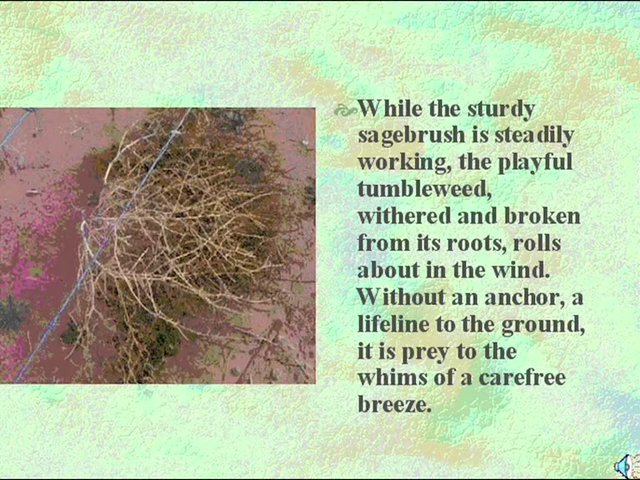 While the sturdy
sagebrush is steadily
working, the playful
tumbleweed,
withered and broken
from its roots, rolls
about in the wind.
Without an anchor, a
lifeline to the ground,
it is prey to the
whims of a carefree
breeze.